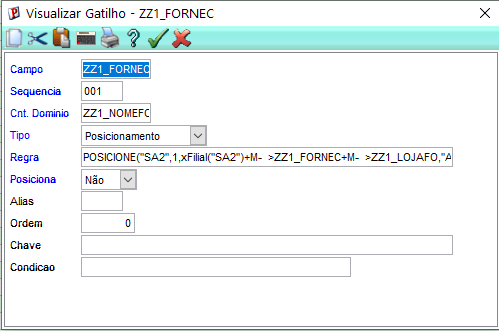 Visualizar Gatilho - ZZ1_FORNEC
Campo ZZ1_FORNEC
Sequencia 001
Cnt. Dominio ZZ1_NOMEFO
Tipo Posicionamento
Regra POSICIONE("SA2",1,xFilial("SA2")+M- >ZZ1_FORNEC+M- >ZZ1_LOJAFO,"A
Posiciona Não
Alias
Ordem 0
Chave
Condicao